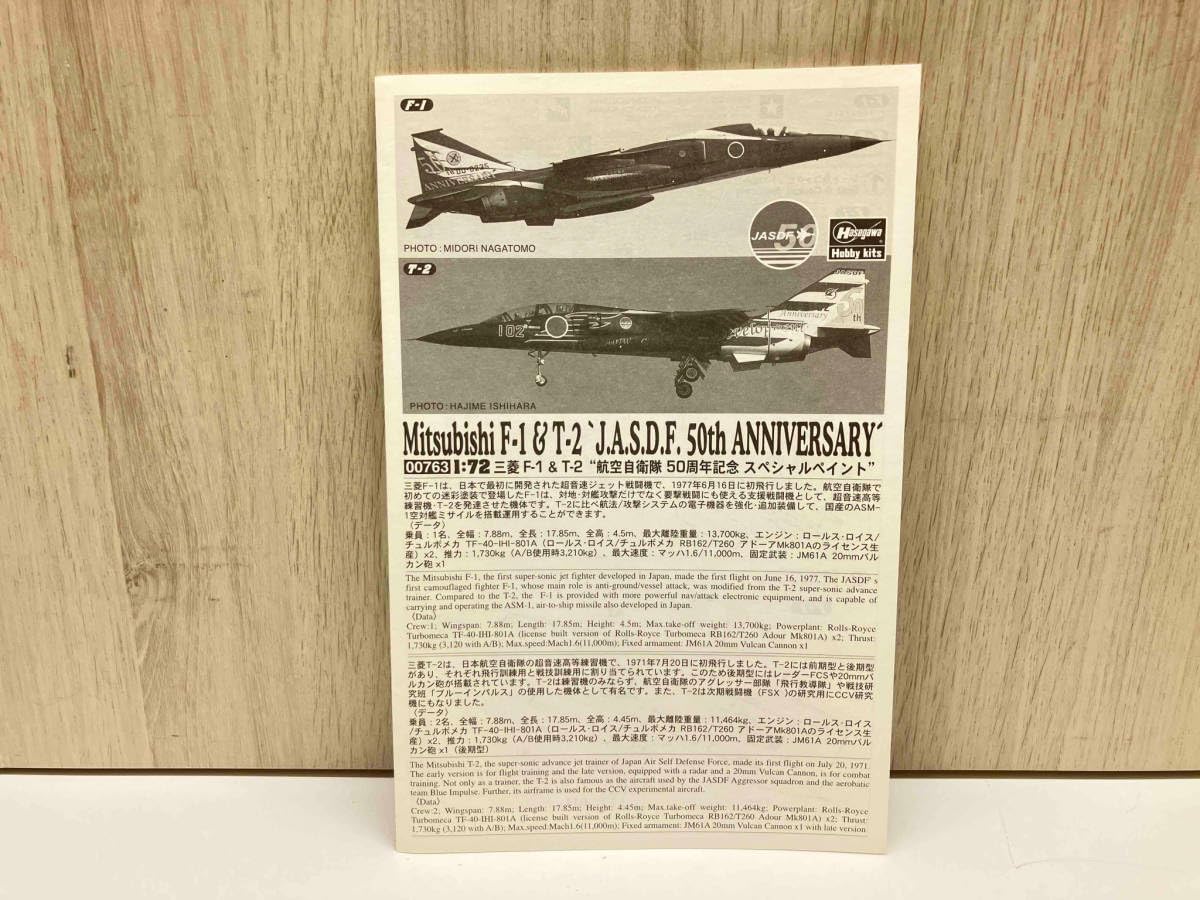 F-1
50
ANNIVERSARY
PHOTO : MIDORI NAGATOMO
JASDF 50
Hasegawa
Hobby kits
T-2
102
Anniversary
th
PHOTO : HAJIME ISHIHARA
Mitsubishi F-1 & T-2 `J.A.S.D.F. 50th ANNIVERSARY´
00763 1:72 三菱 F-1 & T-2 “航空自衛隊 50周年記念 スペシャルペイント”
三菱F-1は、日本で最初に開発された超音速ジェット戦闘機で、1977年6月16日に初飛行しました。航空自衛隊で
初めての迷彩塗装で登場したF-1は、対地･対艦攻撃だけでなく要撃戦闘にも使える支援戦闘機として、超音速高等
練習機･T-2を発達させた機体です。T-2に比べ航法/攻撃システムの電子機器を強化･追加装備して、国産のASM-
1空対艦ミサイルを搭載運用することができます。
〈データ〉
乗員：1名、全幅：7.88m、全長：17.85m、全高：4.5m、最大離陸重量：13,700kg、エンジン：ロールス･ロイス/
チュルボメカ TF-40-IHI-801A（ロールス･ロイス/チュルボメカ RB162/T260 アドーアMk801Aのライセンス生
産）×2、推力：1,730kg（A/B使用時3,210kg）、最大速度：マッハ1.6/11,000m、固定武装：JM61A 20mmバル
カン砲 ×1
The Mitsubishi F-1, the first super-sonic jet fighter developed in Japan, made the first flight on June 16, 1977. The JASDF's
first camouflaged fighter F-1, whose main role is anti-ground/vessel attack, was modified from the T-2 super-sonic advance
trainer. Compared to the T-2, the F-1 is provided with more powerful nav/attack electronic equipment, and is capable of
carrying and operating the ASM-1, air-to-ship missile also developed in Japan.
〈Data〉
Crew:1; Wingspan: 7.88m; Length: 17.85m; Height: 4.5m; Max.take-off weight: 13,700kg; Powerplant: Rolls-Royce
Turbomeca TF-40-IHI-801A (license built version of Rolls-Royce Turbomeca RB162/T260 Adour Mk801A) x2; Thrust:
1,730kg (3,120 with A/B); Max.speed:Mach1.6(11,000m); Fixed armament: JM61A 20mm Vulcan Cannon x1
三菱T-2は、日本航空自衛隊の超音速高等練習機で、1971年7月20日に初飛行しました。T-2には前期型と後期型
があり、それぞれ飛行訓練用と戦技訓練用に割り当てられています。このため後期型にはレーダーFCSや20mmバ
ルカン砲が搭載されています。T-2は練習機のみならず、航空自衛隊のアグレッサー部隊「飛行教導隊」や戦技研
究班「ブルーインパルス」の使用した機体として有名です。また、T-2は次期戦闘機（FSX )の研究用にCCV研究
機にもなりました。
〈データ〉
乗員：2名、全幅：7.88m、全長：17.85m、全高：4.45m、最大離陸重量：11,464kg、エンジン：ロールス･ロイス
/チュルボメカ TF-40-IHI-801A（ロールス･ロイス/チュルボメカ RB162/T260 アドーアMk801Aのライセンス生
産）×2、推力：1,730kg（A/B使用時3,210kg）、最大速度：マッハ1.6/11,000m、固定武装：JM61A 20mmバル
カン砲 ×1（後期型）
The Mitsubishi T-2, the super-sonic advance jet trainer of Japan Air Self Defense Force, made its first flight on July 20, 1971.
The early version is for flight training and the late version, equipped with a radar and a 20mm Vulcan Cannon, is for combat
training. Not only as a trainer, the T-2 is also famous as the aircraft used by the JASDF Aggressor squadron and the aerobatic
team Blue Impulse. Further, its airframe is used for the CCV experimental aircraft.
〈Data〉
Crew:2; Wingspan: 7.88m; Length: 17.85m; Height: 4.45m; Max.take-off weight: 11,464kg; Powerplant: Rolls-Royce
Turbomeca TF-40-IHI-801A (license built version of Rolls-Royce Turbomeca RB162/T260 Adour Mk801A) x2; Thrust:
1,730kg (3,120 with A/B); Max.speed:Mach1.6(11,000m); Fixed armament: JM61A 20mm Vulcan Cannon x1 with late version